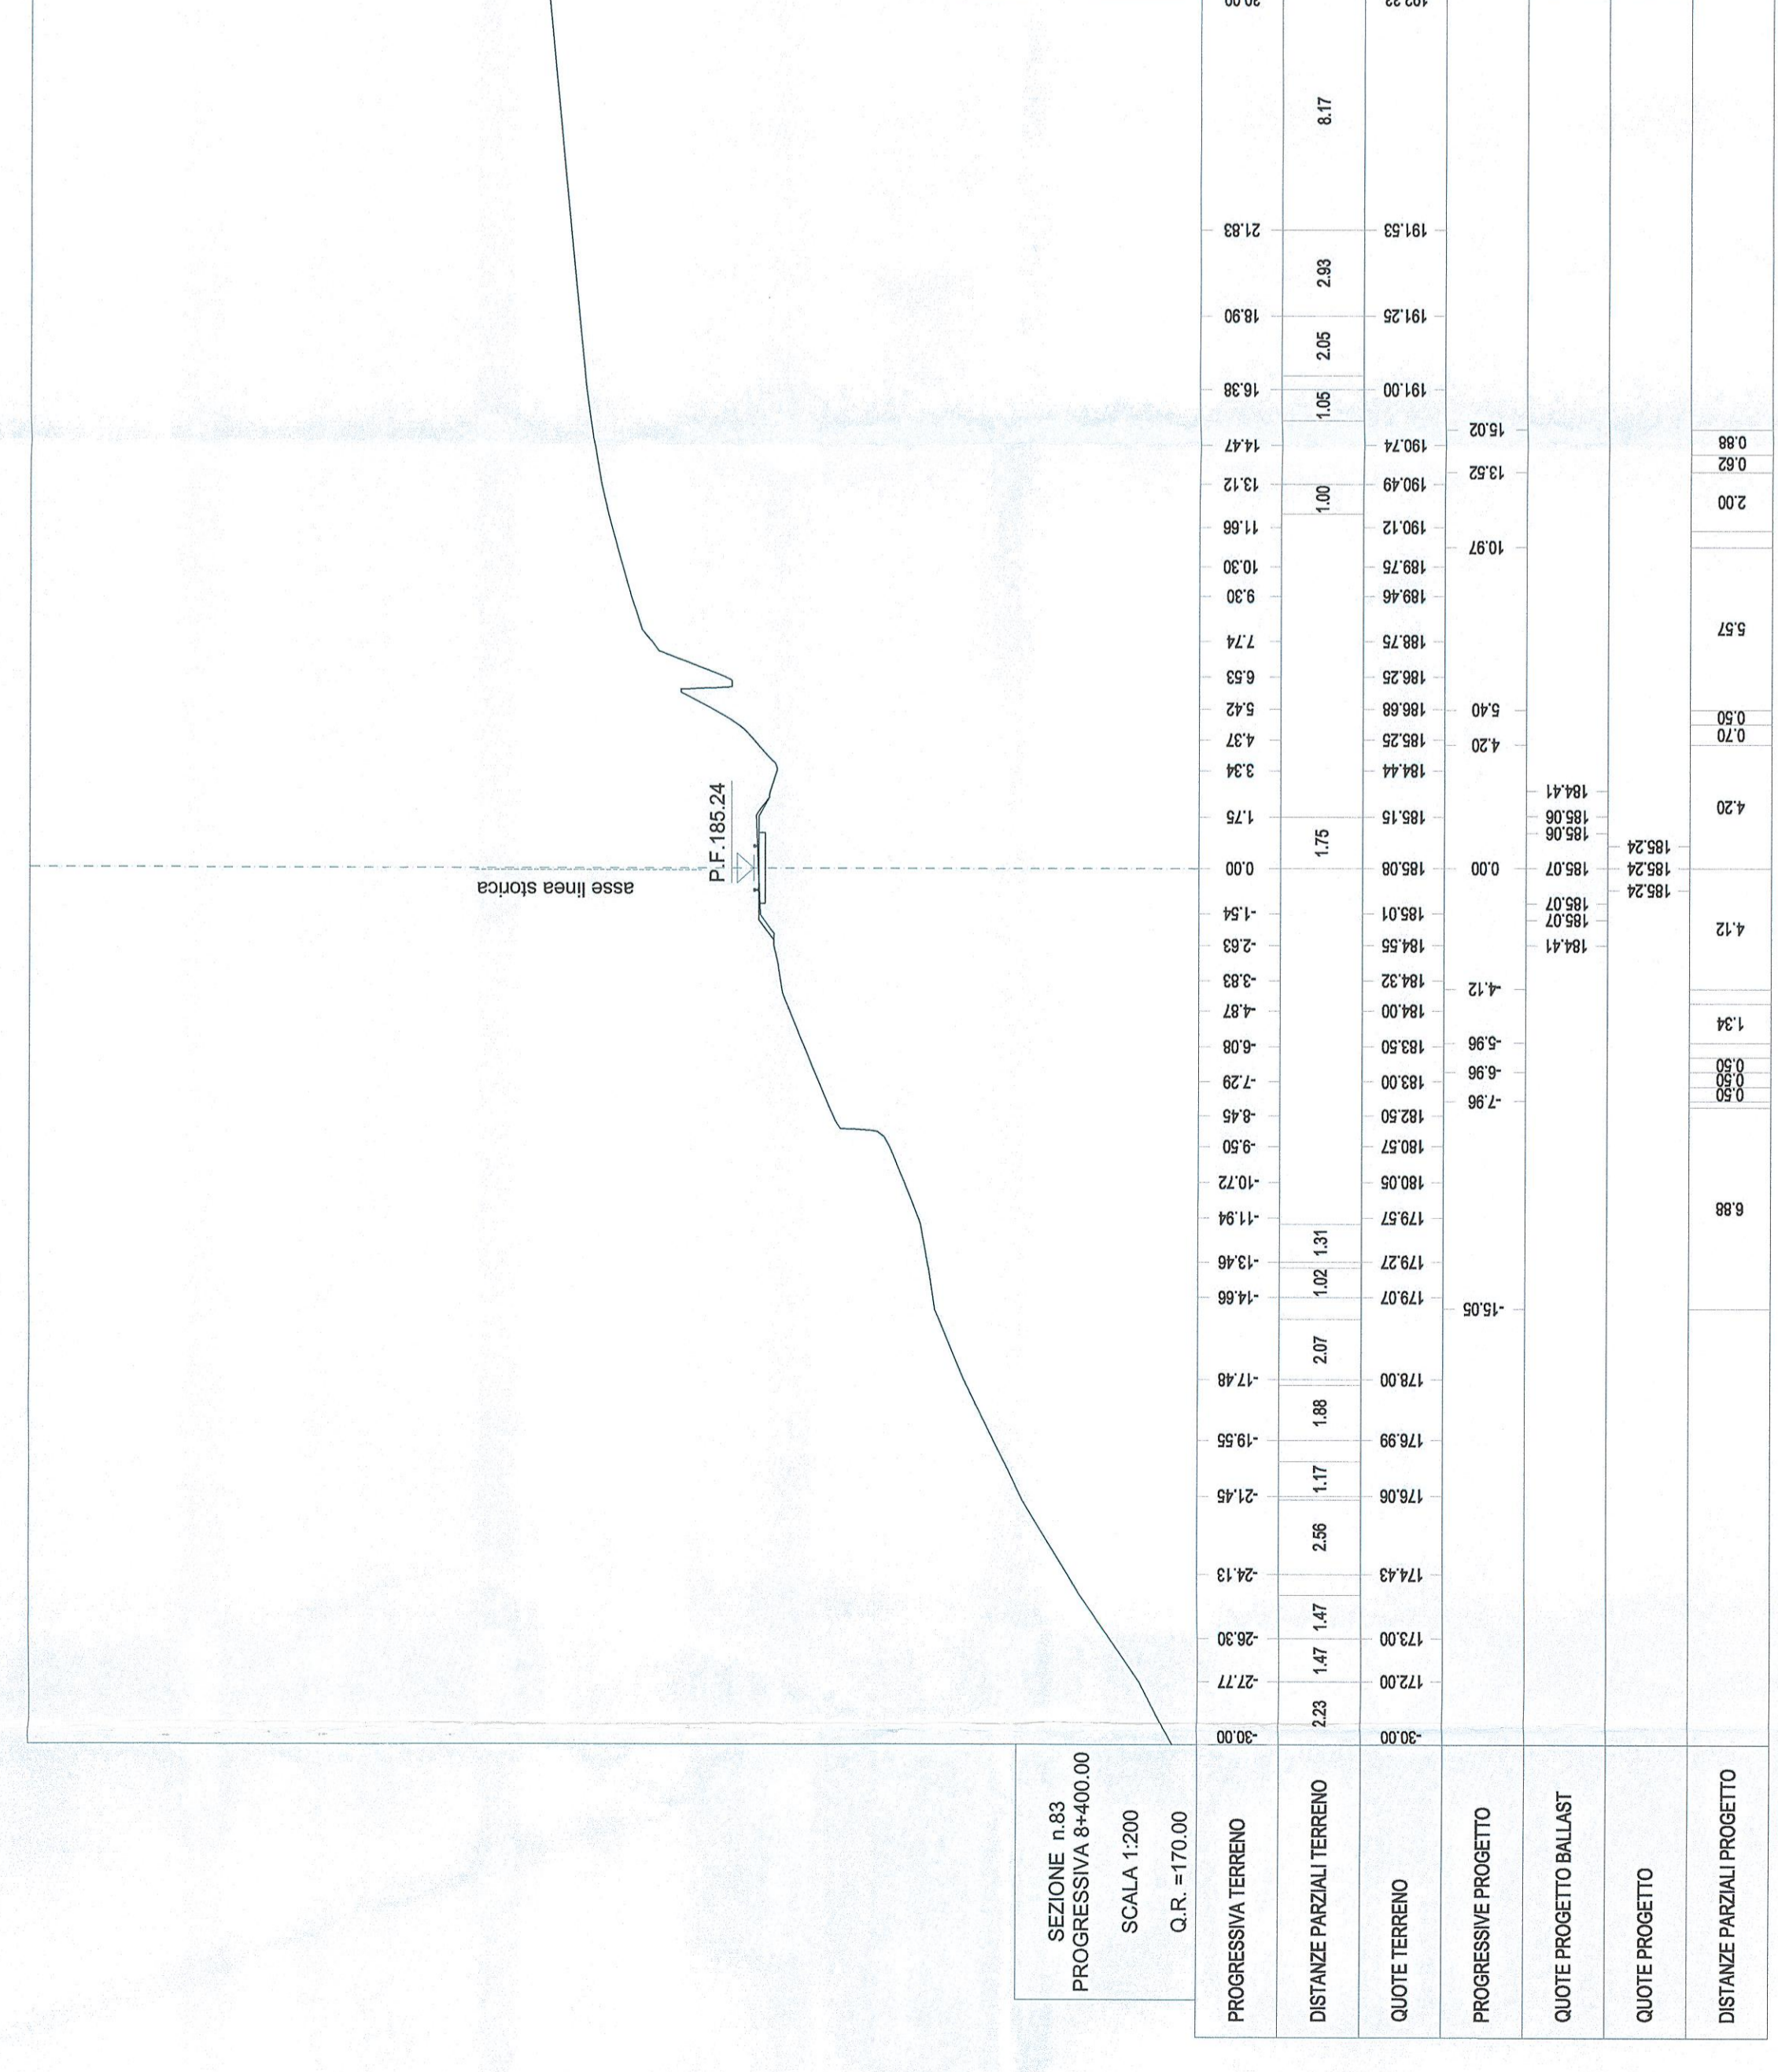 asse linea storica
P.F.185.24
SEZIONE n.83
PROGRESSIVA 8+400.00
SCALA 1:200
Q.R. =170.00
PROGRESSIVA TERRENO
-30.00 -27.77 -26.30 -24.13 -21.45 -19.55 -17.48 -14.66 -13.46 -11.94 -10.72 -9.50 -8.45 -7.29 -6.08 -4.87 -3.83 -2.63 -1.54 0.00 1.75 3.34 4.37 5.42 6.53 7.74 9.30 10.30 11.66 13.12 14.47 16.38 18.90 21.83
DISTANZE PARZIALI TERRENO
2.23 1.47 1.47 2.56 1.17 1.88 2.07 1.02 1.31 1.75 1.00 1.05 2.05 2.93 8.17
QUOTE TERRENO
-30.00 172.00 173.00 174.43 176.06 176.99 178.00 179.07 179.27 179.57 180.05 180.57 182.50 183.00 183.50 184.00 184.32 184.55 185.01 185.08 185.15 184.44 185.25 186.68 186.25 188.75 189.46 189.75 190.12 190.49 190.74 191.00 191.25 191.53
PROGRESSIVE PROGETTO
-15.05 -7.96 -6.96 -5.96 -4.12 0.00 4.20 5.40 10.97 13.52 15.02
QUOTE PROGETTO BALLAST
184.41 185.07 185.07 185.07 185.06 185.06 184.41
QUOTE PROGETTO
185.24 185.24 185.24
DISTANZE PARZIALI PROGETTO
6.88 0.50 0.50 0.50 1.34 4.12 4.20 0.70 0.50 5.57 2.00 0.62 0.88